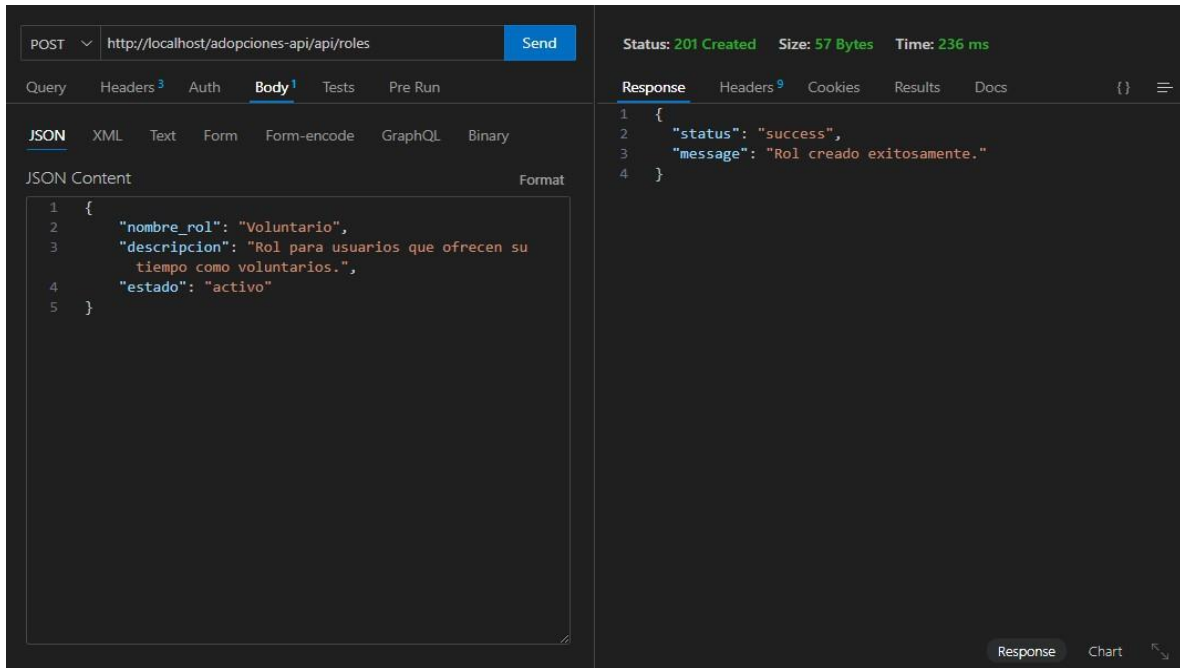 POST http://localhost/adopciones-api/api/roles Send
Query Headers 3 Auth Body 1 Tests Pre Run
JSON XML Text Form Form-encode GraphQL Binary
JSON Content Format
1 {
2 "nombre_rol": "Voluntario",
3 "descripcion": "Rol para usuarios que ofrecen su
tiempo como voluntarios.",
4 "estado": "activo"
5 }
Status: 201 Created Size: 57 Bytes Time: 236 ms
Response Headers 9 Cookies Results Docs {}
1 {
2 "status": "success",
3 "message": "Rol creado exitosamente."
4 }
Response Chart